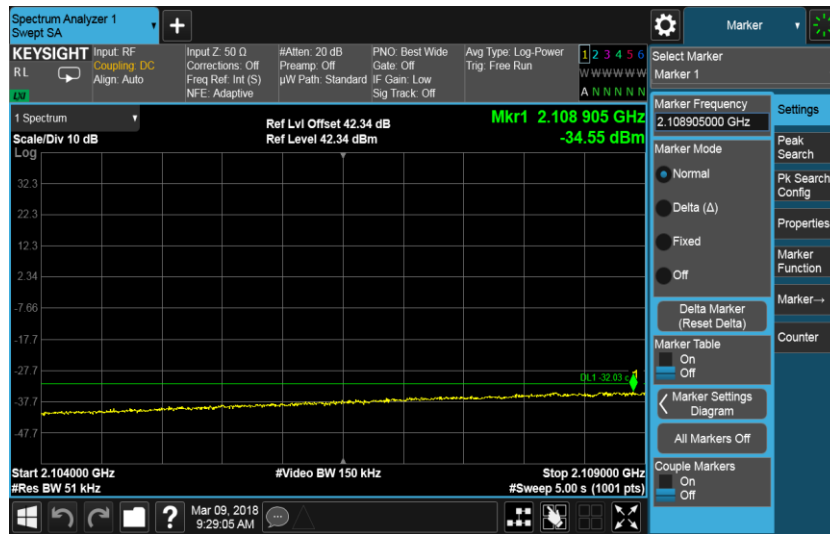 Spectrum Analyzer 1
Swept SA
Marker
KEYSIGHT
RL
LXI
Input: RF
Coupling: DC
Align: Auto
Input Z: 50 Ω
Corrections: Off
Freq Ref: Int (S)
NFE: Adaptive
#Atten: 20 dB
Preamp: Off
µW Path: Standard
PNO: Best Wide
Gate: Off
IF Gain: Low
Sig Track: Off
Avg Type: Log-Power
Trig: Free Run
1 2 3 4 5 6
W W W W W W
A N N N N N
Select Marker
Marker 1
1 Spectrum
Scale/Div 10 dB
Log
Ref Lvl Offset 42.34 dB
Ref Level 42.34 dBm
Mkr1 2.108 905 GHz
-34.55 dBm
32.3
22.3
12.3
2.34
-7.66
-17.7
-27.7
-37.7
-47.7
1
DL1 -32.03
Start 2.104000 GHz
#Res BW 51 kHz
#Video BW 150 kHz
Stop 2.109000 GHz
#Sweep 5.00 s (1001 pts)
Marker Frequency
2.108905000 GHz
Marker Mode
Normal
Delta (Δ)
Fixed
Off
Delta Marker
(Reset Delta)
Marker Table
On
Off
Marker Settings
Diagram
All Markers Off
Couple Markers
On
Off
Settings
Peak
Search
Pk Search
Config
Properties
Marker
Function
Marker→
Counter
?
Mar 09, 2018
9:29:05 AM